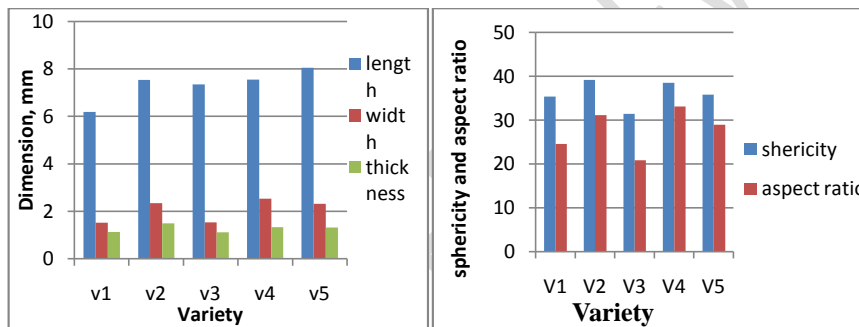 10
8
6
4
2
0
Dimension, mm
v1 v2 v3 v4 v5
Variety
lengt
h
widt
h
thick
ness
50
40
30
20
10
0
sphericity and aspect ratio
V1 V2 V3 V4 V5
Variety
shericity
aspect ratio